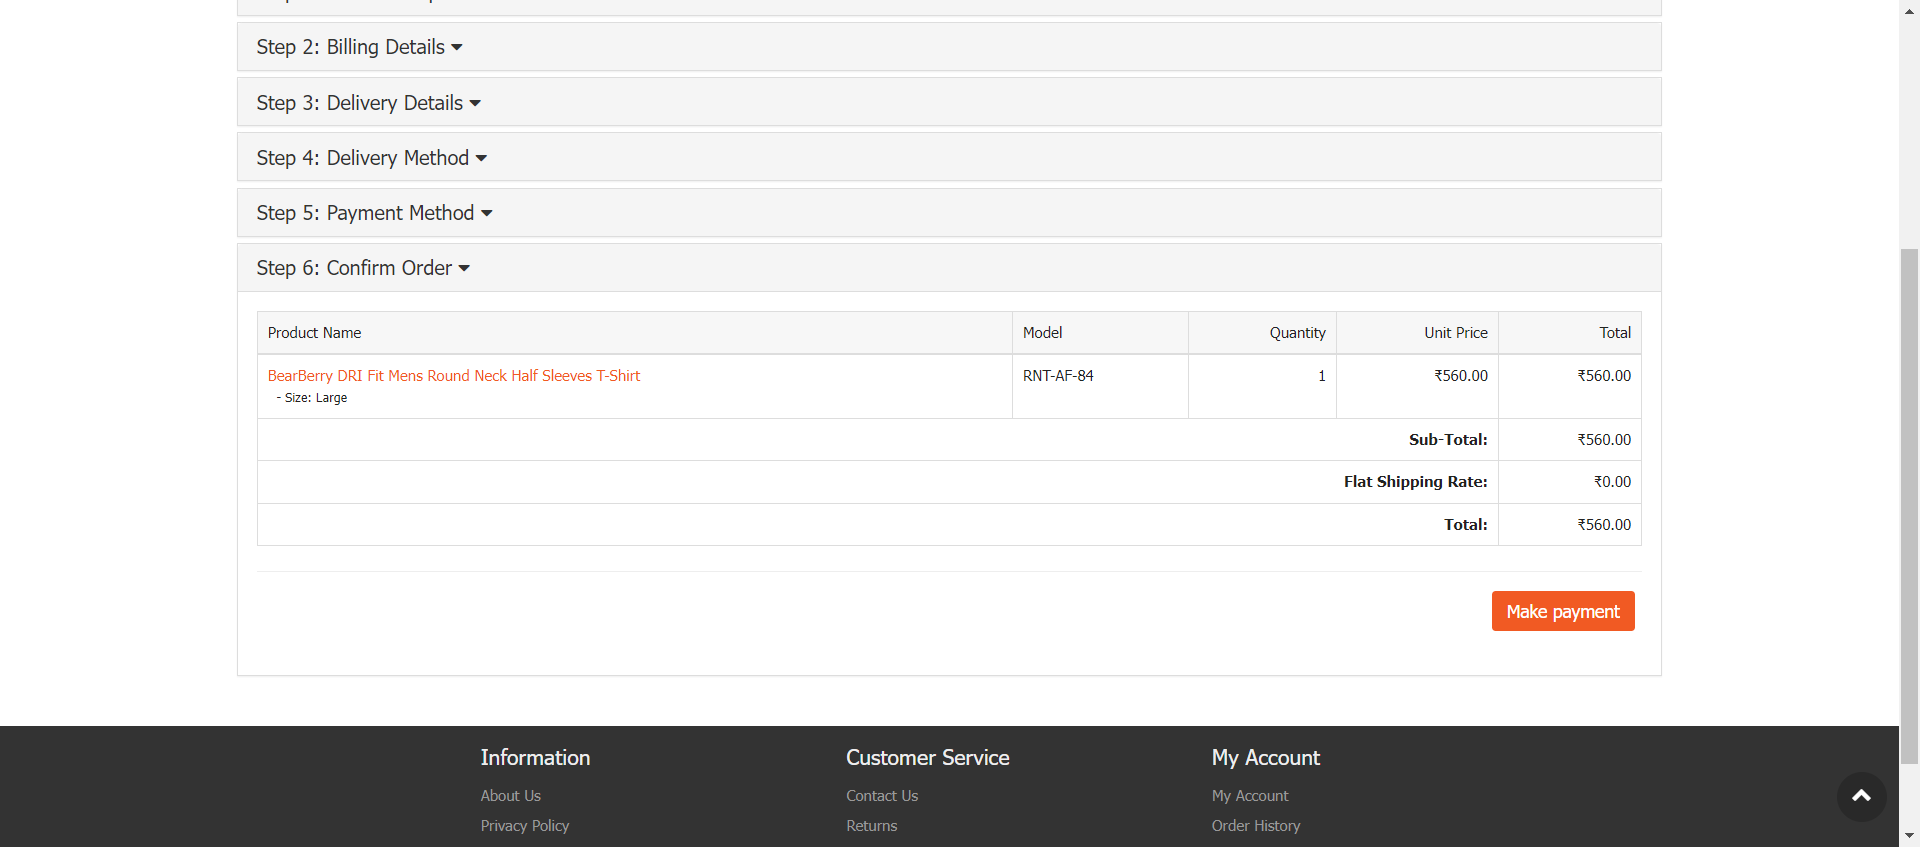 Step 2: Billing Details
Step 3: Delivery Details
Step 4: Delivery Method
Step 5: Payment Method
Step 6: Confirm Order
Product Name Model Quantity Unit Price Total
BearBerry DRI Fit Mens Round Neck Half Sleeves T-Shirt RNT-AF-84 1 ₹560.00 ₹560.00
- Size: Large
Sub-Total: ₹560.00
Flat Shipping Rate: ₹0.00
Total: ₹560.00
Make payment
Information Customer Service My Account
About Us Contact Us My Account
Privacy Policy Returns Order History